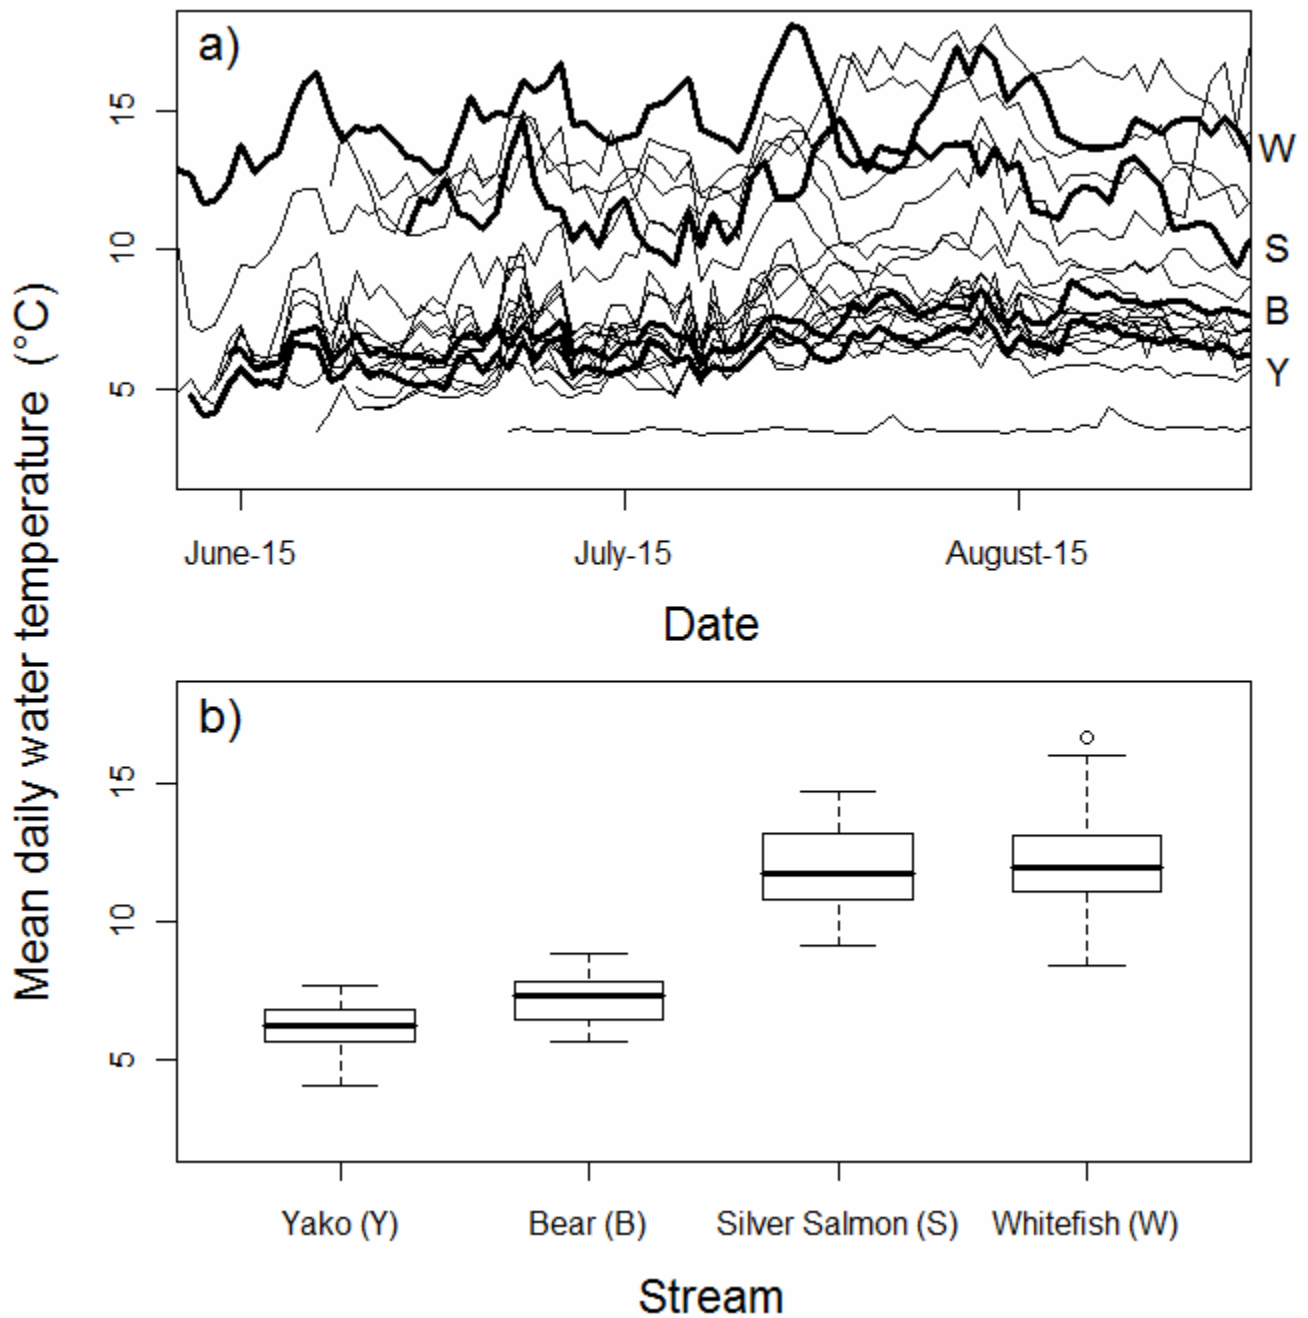 a)
15
10
5
W
S
B
Y
June-15 July-15 August-15
Date
Mean daily water temperature (°C)
b)
15
10
5
Yako (Y) Bear (B) Silver Salmon (S) Whitefish (W)
Stream